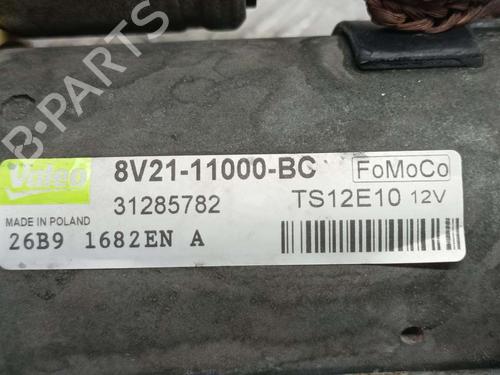 B-PARTS
Valeo
8V21-11000-BC
FoMoCo
31285782
TS12E10 12V
MADE IN POLAND
26B9 1682EN A